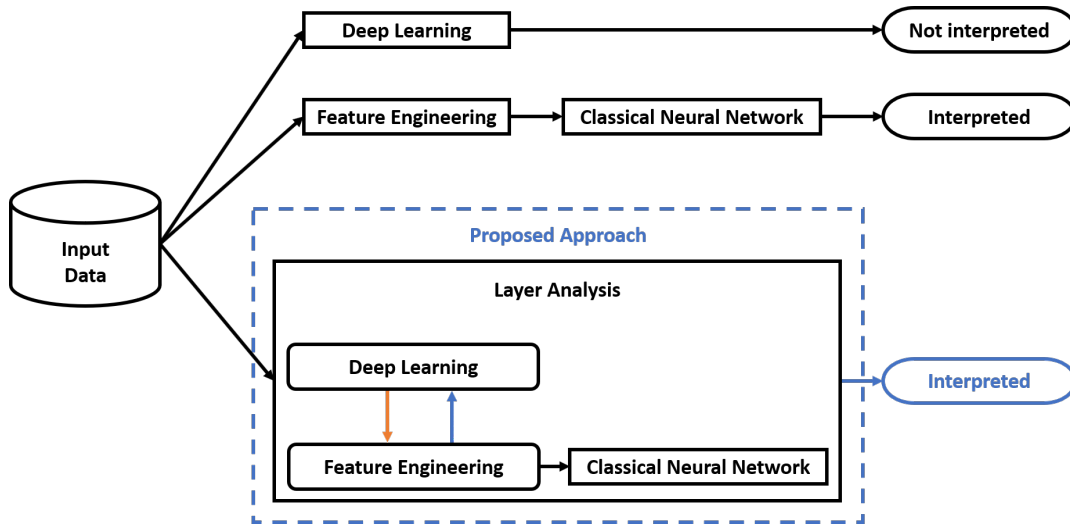 Deep Learning
Not interpreted
Feature Engineering
Classical Neural Network
Interpreted
Input
Data
Proposed Approach
Layer Analysis
Deep Learning
Interpreted
Feature Engineering
Classical Neural Network